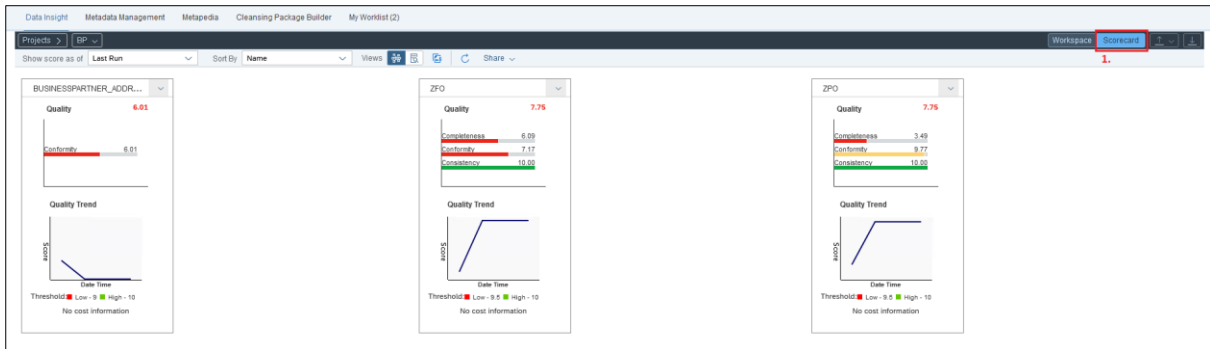 Data Insight Metadata Management Metapedia Cleansing Package Builder My Worklist (2)
Projects > BP Workspace Scorecard
Show score as of Last Run Sort By Name Views Share 1.
BUSINESSPARTNER_ADDR... ZFO ZPO
Quality 6.01 Quality 7.75 Quality 7.75
Completeness 6.09 Completeness 3.49
Conformity 6.01 Conformity 7.17 Conformity 9.77
Consistency 10.00 Consistency 10.00
Quality Trend Quality Trend Quality Trend
Score Score Score
Date Time Date Time Date Time
Threshold: Low - 9 High - 10 Threshold: Low - 9.5 High - 10 Threshold: Low - 9.5 High - 10
No cost information No cost information No cost information